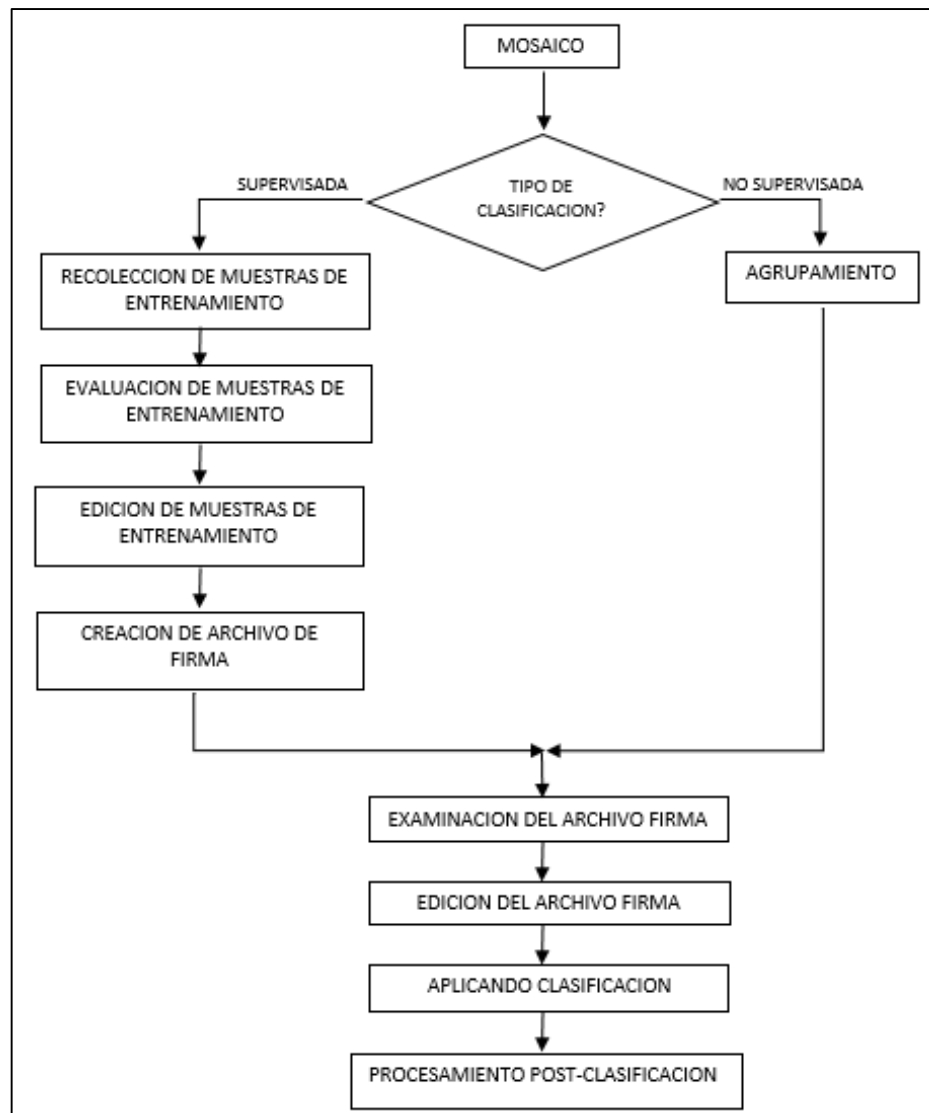 MOSAICO
TIPO DE
CLASIFICACION?
SUPERVISADA
NO SUPERVISADA
RECOLECCION DE MUESTRAS DE
ENTRENAMIENTO
AGRUPAMIENTO
EVALUACION DE MUESTRAS DE
ENTRENAMIENTO
EDICION DE MUESTRAS DE
ENTRENAMIENTO
CREACION DE ARCHIVO DE
FIRMA
EXAMINACION DEL ARCHIVO FIRMA
EDICION DEL ARCHIVO FIRMA
APLICANDO CLASIFICACION
PROCESAMIENTO POST-CLASIFICACION